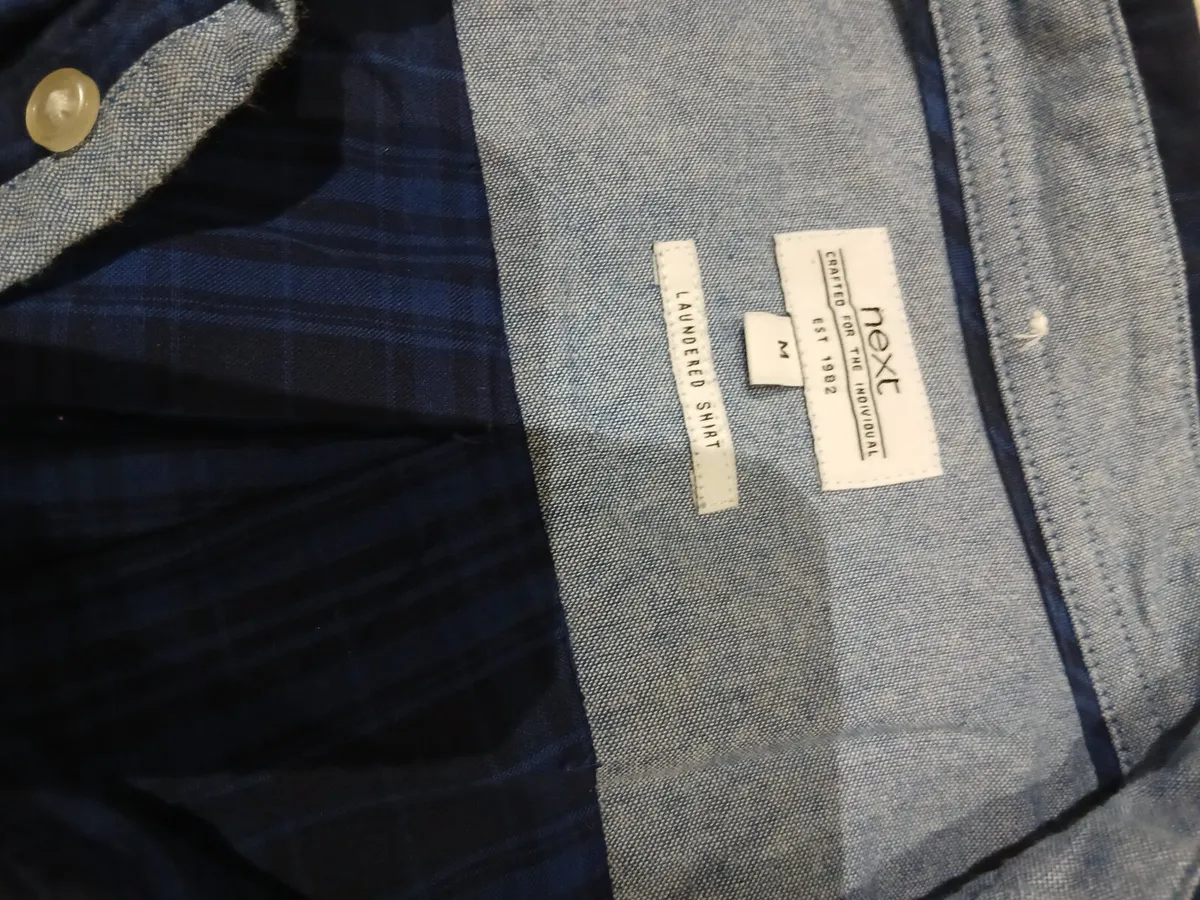 next
CRAFTED FOR THE INDIVIDUAL
EST 1982
M
LAUNDERED SHIRT